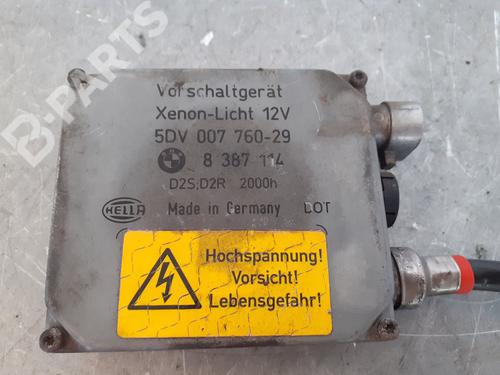 B-PARTS
Vorschaltgerät
Xenon-Licht 12V
5DV 007 760-29
8 387 114
D2S;D2R 2000h
HELLA Made in Germany DOT
Hochspannung!
Vorsicht!
Lebensgefahr!